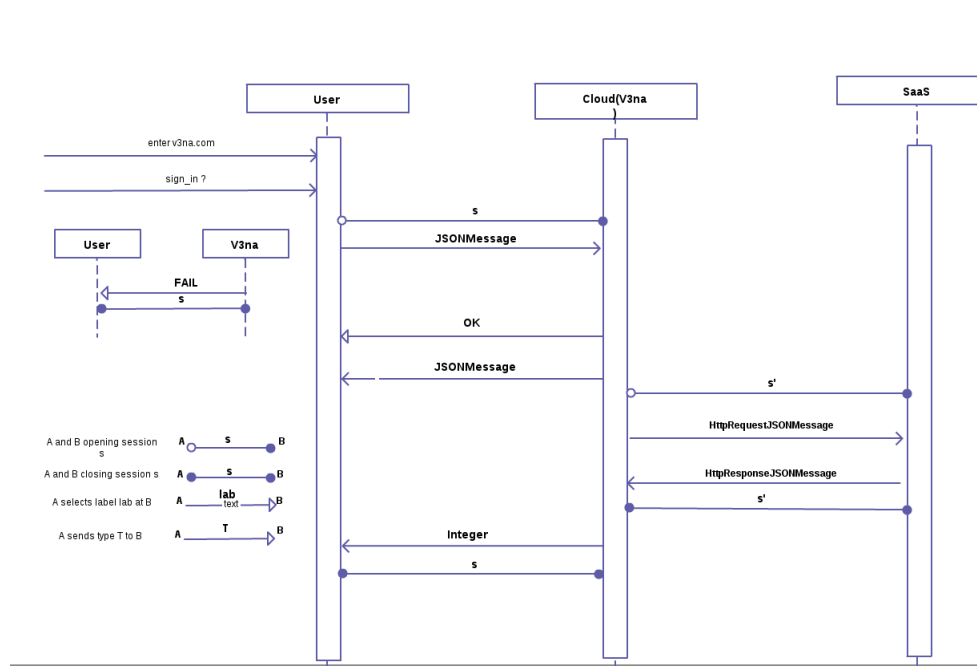 User
Cloud(V3na
)
SaaS
enter v3na.com
sign_in ?
s
JSONMessage
User
V3na
FAIL
s
OK
JSONMessage
s'
HttpRequestJSONMessage
A and B opening session
s
A
s
B
A and B closing session s
A
s
B
HttpResponseJSONMessage
s'
A selects label lab at B
A
lab
text
B
A sends type T to B
A
T
B
Integer
s